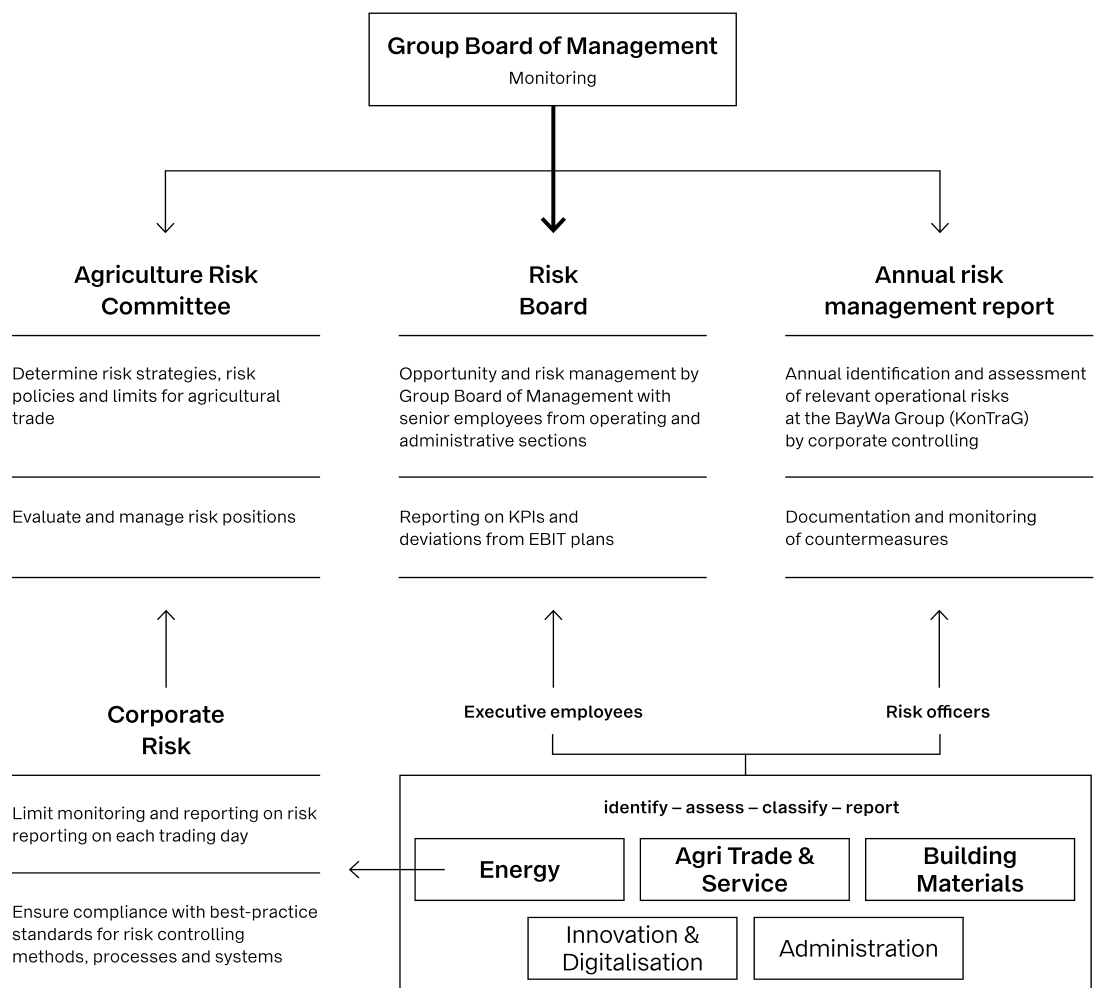 Group Board of Management
Monitoring
Agriculture Risk
Committee
Determine risk strategies, risk
policies and limits for agricultural
trade
Evaluate and manage risk positions
Risk
Board
Opportunity and risk management by
Group Board of Management with
senior employees from operating and
administrative sections
Reporting on KPIs and
deviations from EBIT plans
Annual risk
management report
Annual identification and assessment
of relevant operational risks
at the BayWa Group (KonTraG)
by corporate controlling
Documentation and monitoring
of countermeasures
Corporate
Risk
Limit monitoring and reporting on risk
reporting on each trading day
Ensure compliance with best-practice
standards for risk controlling
methods, processes and systems
Executive employees
Risk officers
identify – assess – classify – report
Energy
Agri Trade &
Service
Building
Materials
Innovation &
Digitalisation
Administration